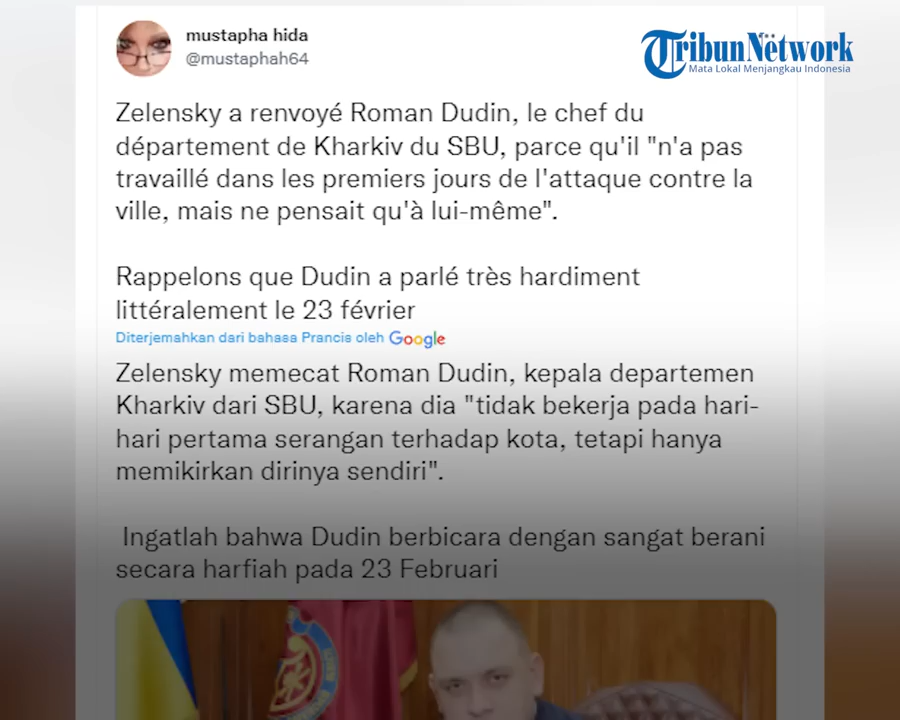 mustapha hida
@mustaphah64
TribunNetwork
Mata Lokal Menjangkau Indonesia
Zelensky a renvoyé Roman Dudin, le chef du
département de Kharkiv du SBU, parce qu'il "n'a pas
travaillé dans les premiers jours de l'attaque contre la
ville, mais ne pensait qu'à lui-même".
Rappelons que Dudin a parlé très hardiment
littéralement le 23 février
Diterjemahkan dari bahasa Prancis oleh Google
Zelensky memecat Roman Dudin, kepala departemen
Kharkiv dari SBU, karena dia "tidak bekerja pada hari-
hari pertama serangan terhadap kota, tetapi hanya
memikirkan dirinya sendiri".
Ingatlah bahwa Dudin berbicara dengan sangat berani
secara harfiah pada 23 Februari